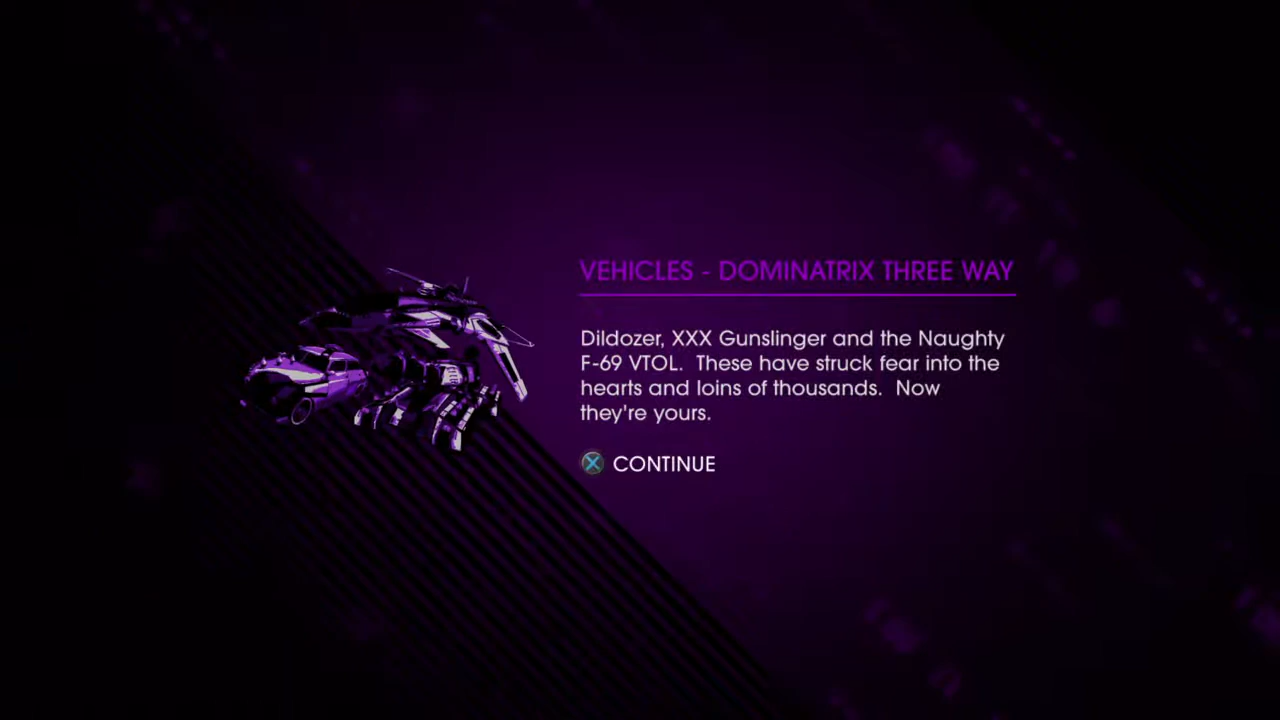 VEHICLES - DOMINATRIX THREE WAY
Dildozer, XXX Gunslinger and the Naughty
F-69 VTOL.  These have struck fear into the
hearts and loins of thousands.  Now
they're yours.
CONTINUE